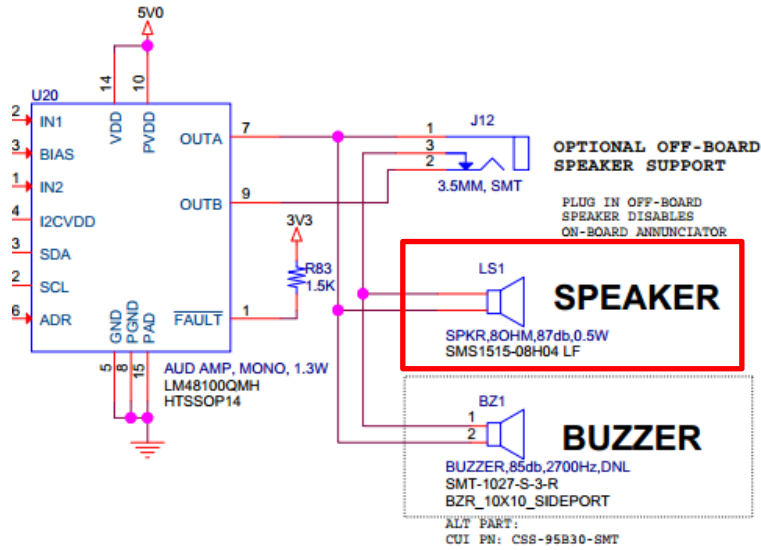 5V0
14
10
U20
2 IN1
VDD
PVDD
OUTA 7
1
J12
3 BIAS
3
OPTIONAL OFF-BOARD
2
SPEAKER SUPPORT
1 IN2
3.5MM, SMT
OUTB 9
PLUG IN OFF-BOARD
4 I2CVDD
3V3
SPEAKER DISABLES
ON-BOARD ANNUNCIATOR
3 SDA
R83
LS1
2 SCL
1.5K
SPEAKER
6 ADR
GND
PGND
PAD
FAULT 1
SPKR,8OHM,87db,0.5W
SMS1515-08H04 LF
5
8
15
AUD AMP, MONO, 1.3W
LM48100QMH
HTSSOP14
BZ1
1
2
BUZZER
BUZZER,85db,2700Hz,DNL
SMT-1027-S-3-R
BZR_10X10_SIDEPORT
ALT PART:
CUI PN: CSS-95B30-SMT